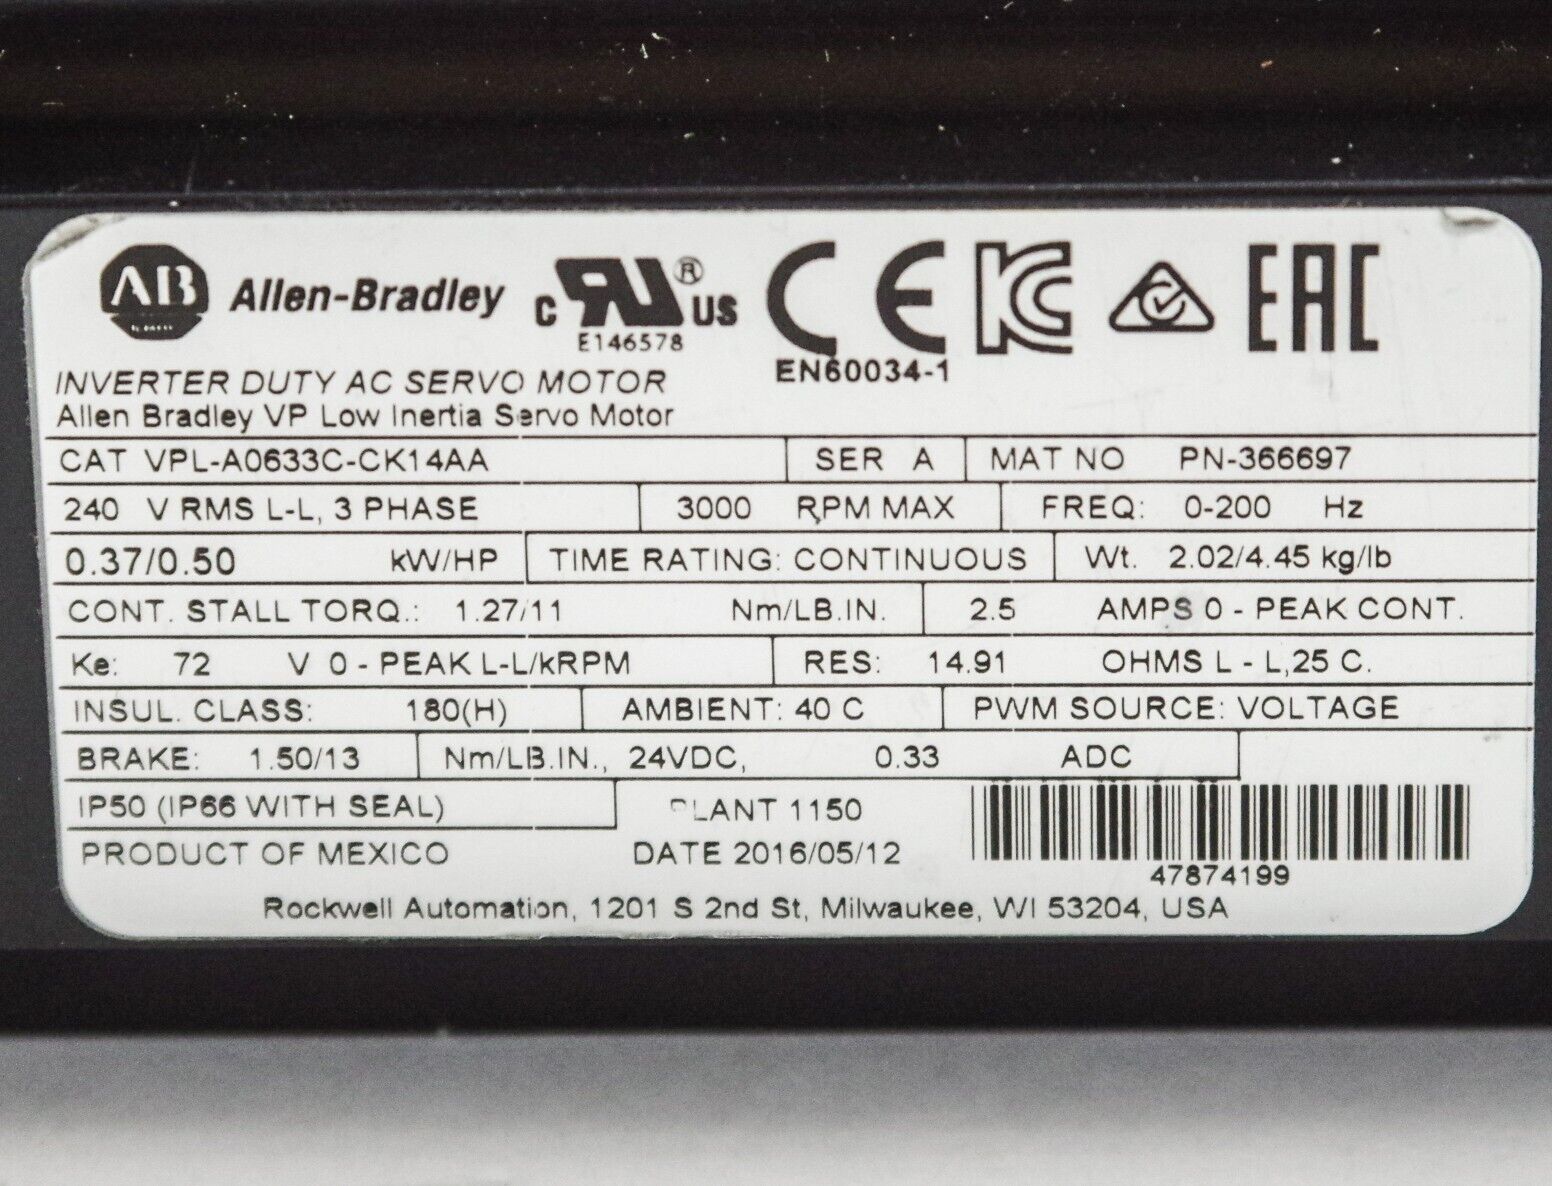 AB Allen-Bradley c RU® US CE KC EAC
E146578
EN60034-1
INVERTER DUTY AC SERVO MOTOR
Allen Bradley VP Low Inertia Servo Motor
CAT VPL-A0633C-CK14AA SER A MAT NO PN-366697
240 V RMS L-L, 3 PHASE 3000 RPM MAX FREQ: 0-200 Hz
0.37/0.50 kW/HP TIME RATING: CONTINUOUS Wt. 2.02/4.45 kg/lb
CONT. STALL TORQ.: 1.27/11 Nm/LB.IN. 2.5 AMPS 0 - PEAK CONT.
Ke: 72 V 0 - PEAK L-L/kRPM RES: 14.91 OHMS L - L,25 C.
INSUL. CLASS: 180(H) AMBIENT: 40 C PWM SOURCE: VOLTAGE
BRAKE: 1.50/13 Nm/LB.IN., 24VDC, 0.33 ADC
IP50 (IP66 WITH SEAL) PLANT 1150
PRODUCT OF MEXICO DATE 2016/05/12
47874199
Rockwell Automation, 1201 S 2nd St, Milwaukee, WI 53204, USA